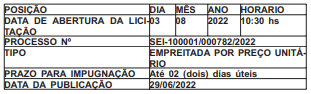 POSIÇÃO DIA MÊS ANO HORARIO
DATA DE ABERTURA DA LICI- 03 08 2022 10:30 hs
TAÇÃO
PROCESSO Nº SEI-100001/000782/2022
TIPO EMPREITADA POR PREÇO UNITÁ-
RIO
PRAZO PARA IMPUGNAÇÃO Até 02 (dois) dias úteis
DATA DA PUBLICAÇÃO 29/06/2022